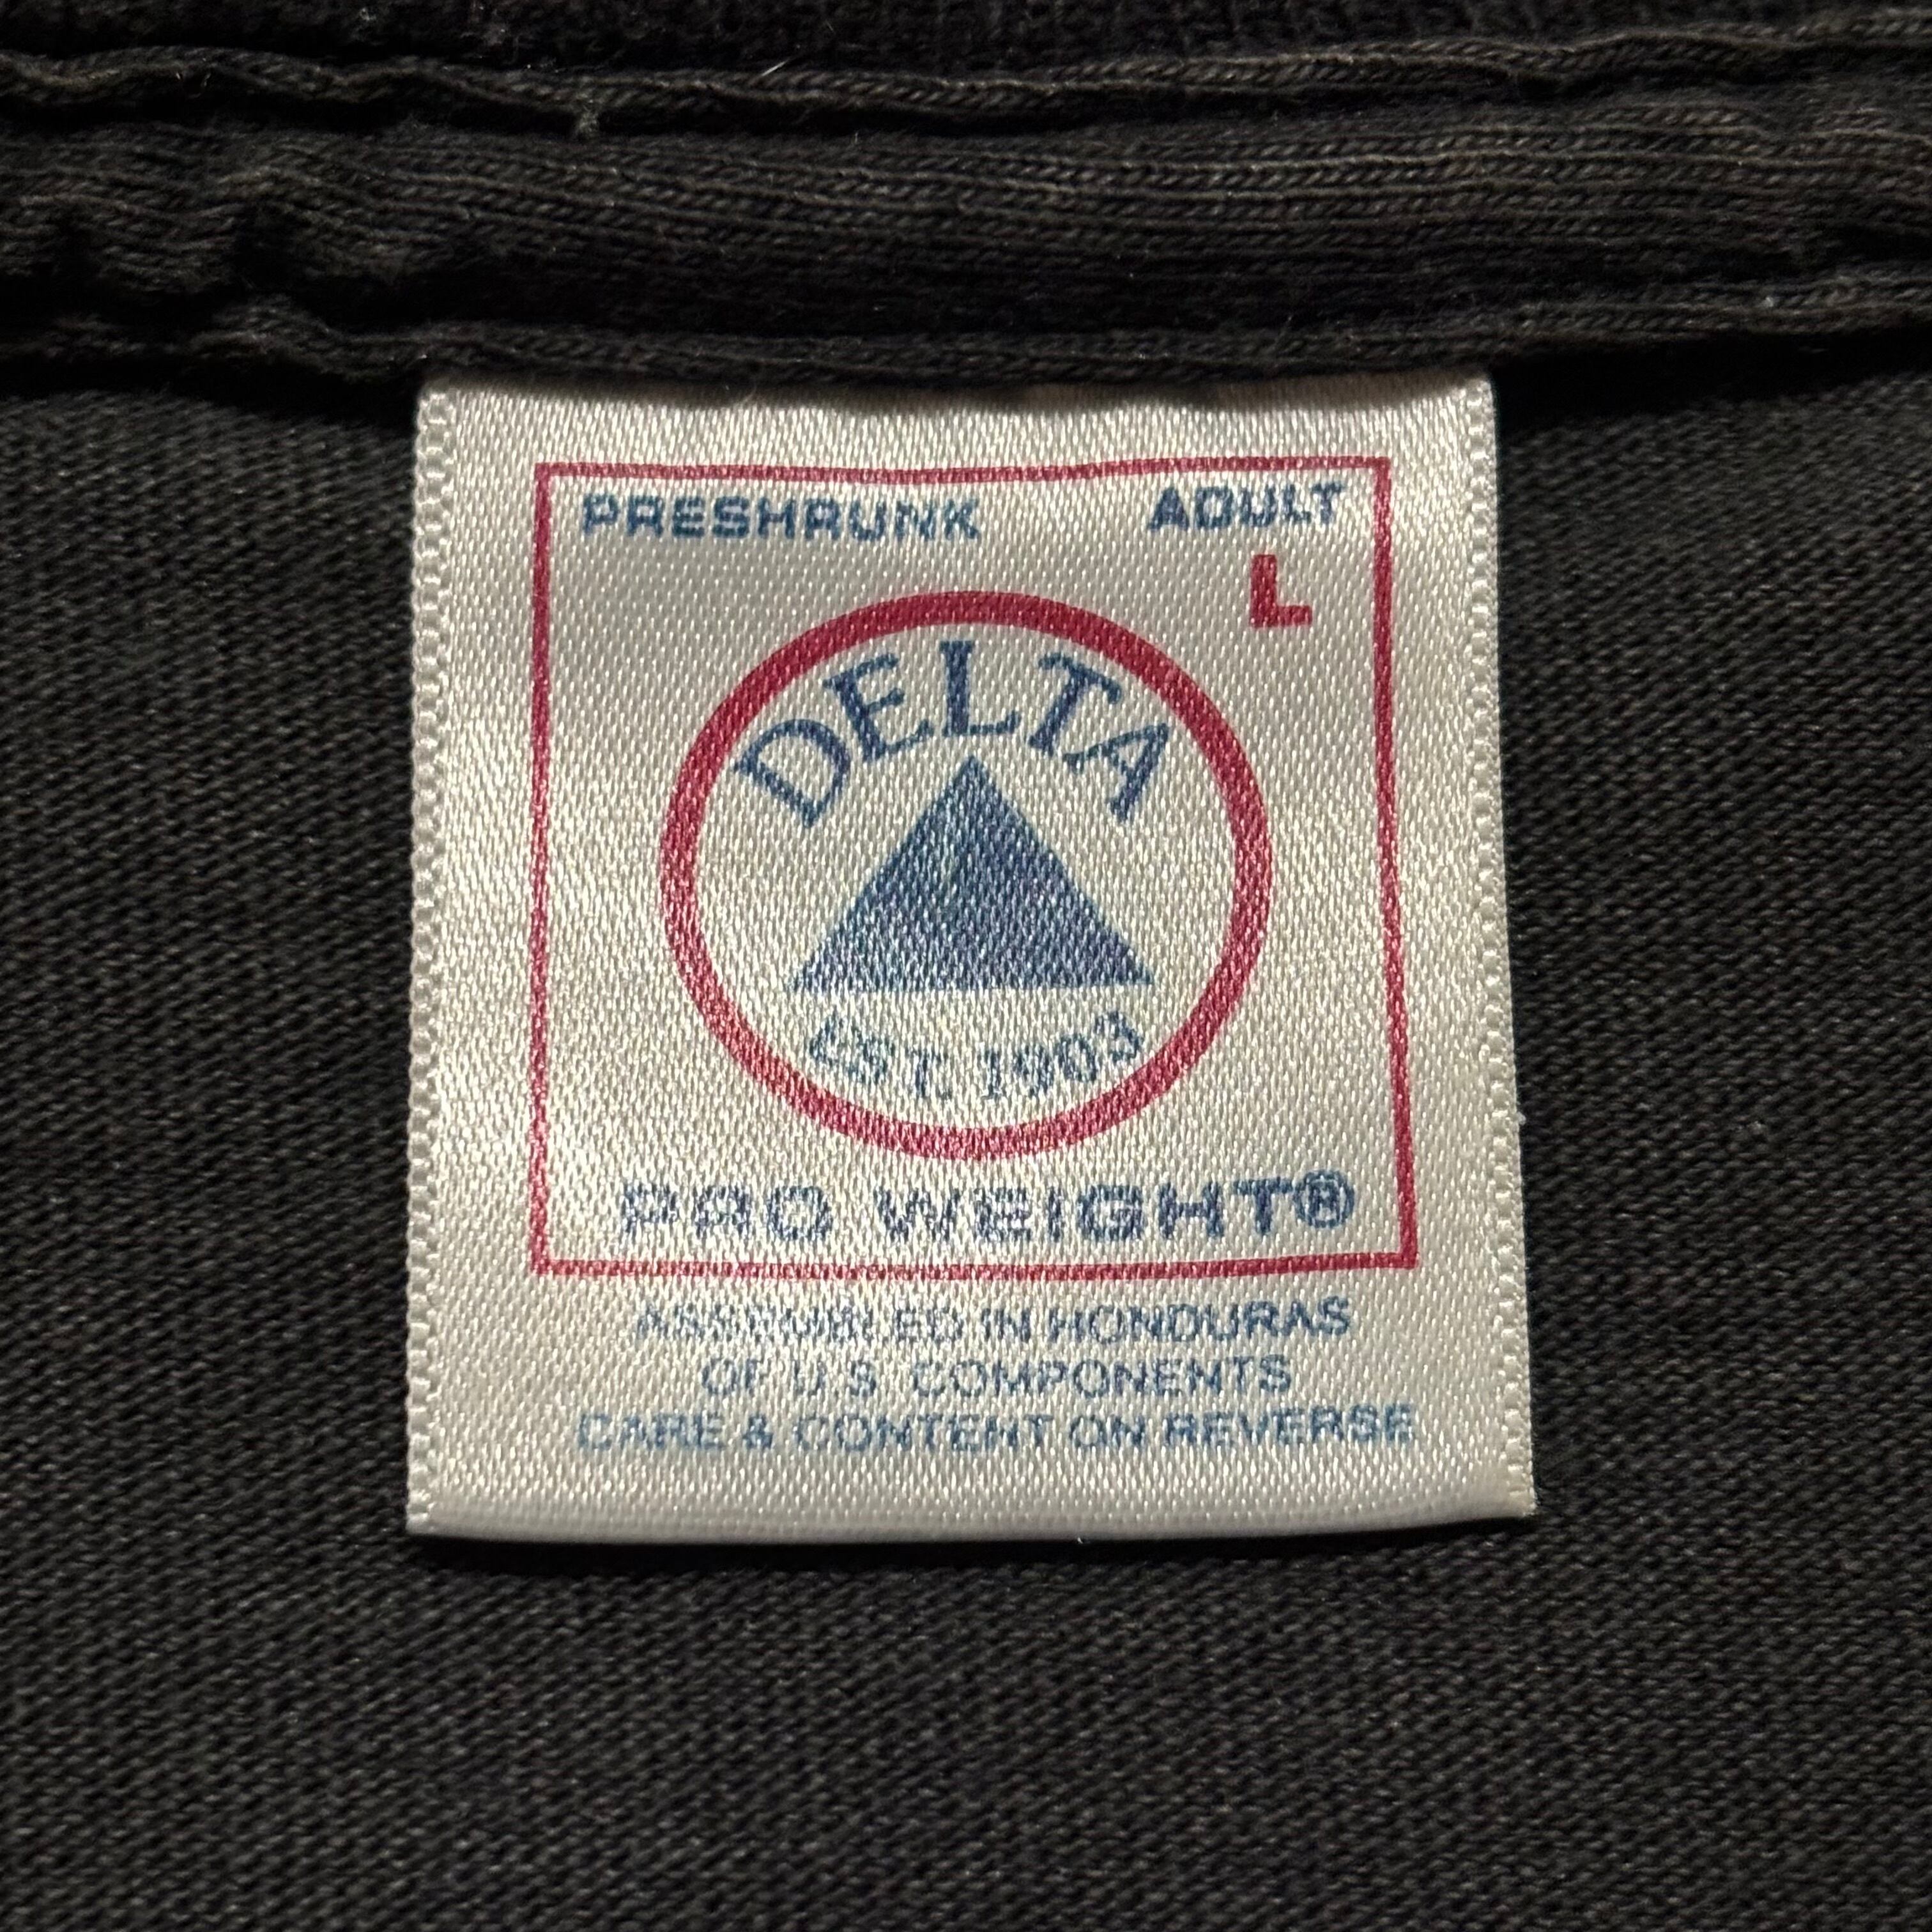 PRESHRUNK ADULT
L
DELTA
EST. 1903
PRO WEIGHT®
ASSEMBLED IN HONDURAS
OF U.S. COMPONENTS
CARE & CONTENT ON REVERSE